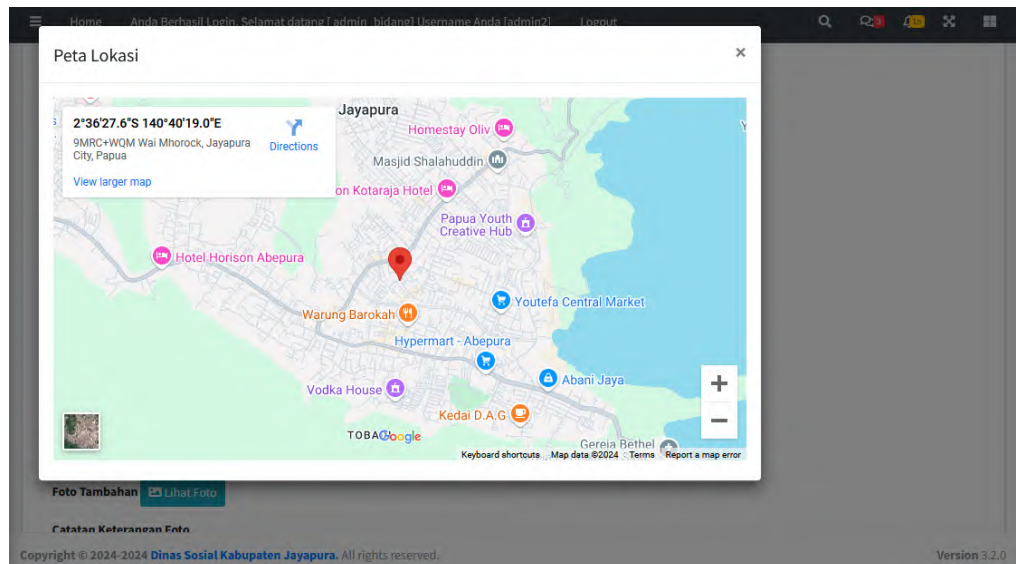 Home Anda Berhasil Login. Selamat datang [ admin_bidang] Username Anda [admin2] Logout
3
15
Peta Lokasi ×
2°36'27.6"S 140°40'19.0"E
9MRC+WQM Wai Mhorock, Jayapura
City, Papua
Directions
View larger map
Jayapura
Homestay Oliv
Masjid Shalahuddin
on Kotaraja Hotel
Papua Youth
Creative Hub
Hotel Horison Abepura
Youtefa Central Market
Warung Barokah
Hypermart - Abepura
Abani Jaya
Vodka House
Kedai D.A.G
TOBA
Google
Gereja Bethel
+
−
Keyboard shortcuts Map data ©2024 Terms Report a map error
Foto Tambahan Lihat Foto
Catatan Keterangan Foto
Copyright © 2024-2024 Dinas Sosial Kabupaten Jayapura. All rights reserved. Version 3.2.0